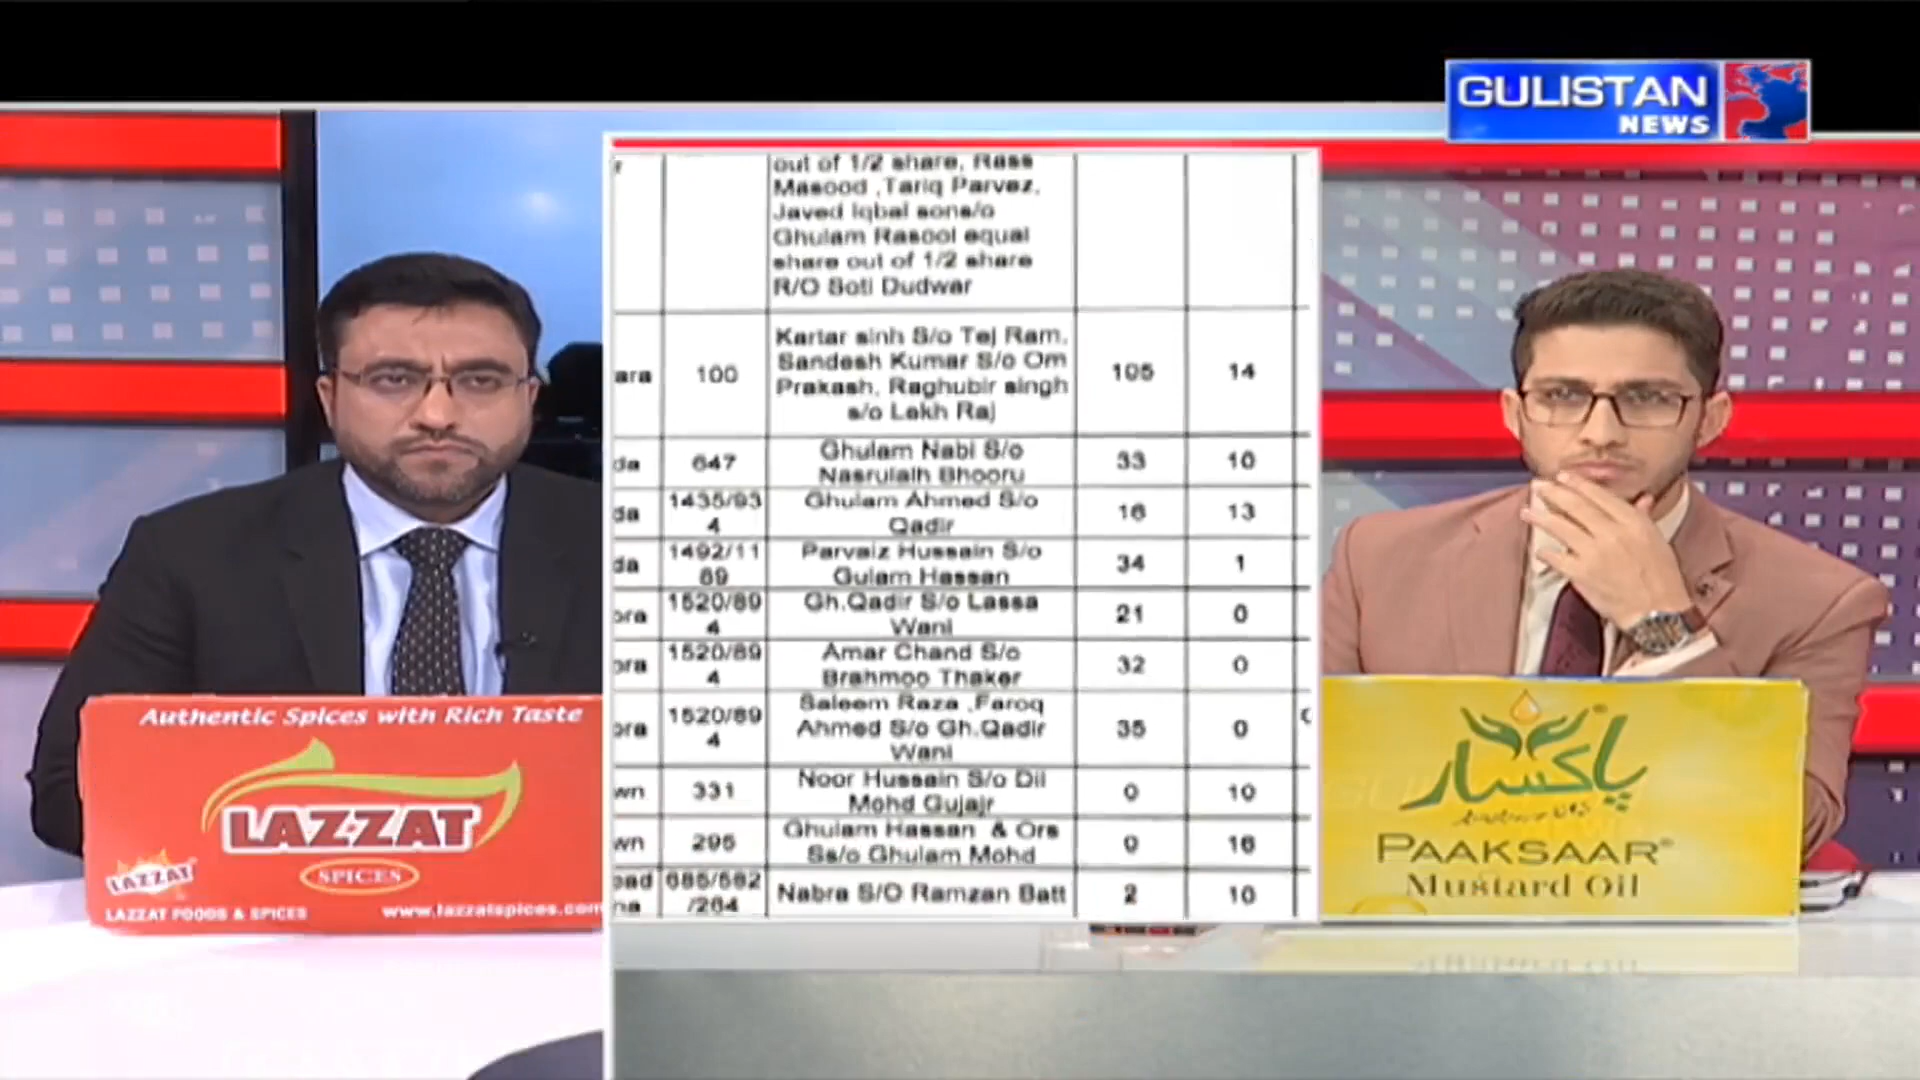 GULISTAN
NEWS
out of 1/2 share, Rass
Masood ,Tariq Parvez,
Javed Iqbal sons/o
Ghulam Rasool equal
share out of 1/2 share
R/O Soti Dudwar
ara
100
Kartar sinh S/o Tej Ram,
Sandesh Kumar S/o Om
Prakash, Raghubir singh
s/o Lekh Raj
105
14
da
647
Ghulam Nabi S/o
Nasrulalh Bhooru
33
10
da
1435/93
4
Ghulam Ahmed S/o
Qadir
16
13
da
1492/11
89
Parvaiz Hussain S/o
Gulam Hassan
34
1
ora
1520/89
4
Gh.Qadir S/o Lassa
Wani
21
0
ora
1520/89
4
Amar Chand S/o
Brahmoo Thaker
32
0
ora
1520/89
4
Saleem Raza ,Faroq
Ahmed S/o Gh.Qadir
Wani
35
0
wn
331
Noor Hussain S/o Dil
Mohd Gujajr
0
10
wn
295
Ghulam Hassan & Ors
Ss/o Ghulam Mohd
0
16
oad
na
685/582
/264
Nabra S/O Ramzan Batt
2
10
Authentic Spices with Rich Taste
LAZZAT
SPICES
LAZZAT
LAZZAT FOODS & SPICES
www.lazzatspices.com
پاکسار
PAAKSAAR®
Mustard Oil